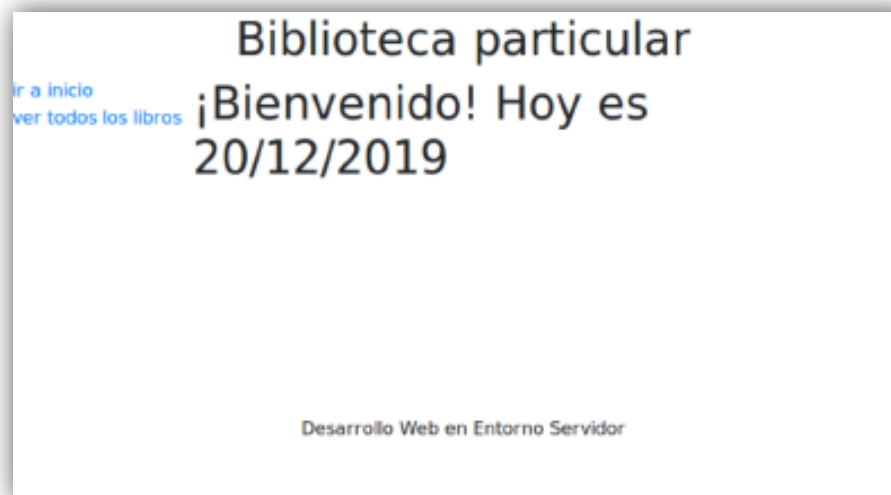 Biblioteca particular
ir a inicio
ver todos los libros
¡Bienvenido! Hoy es
20/12/2019
Desarrollo Web en Entorno Servidor